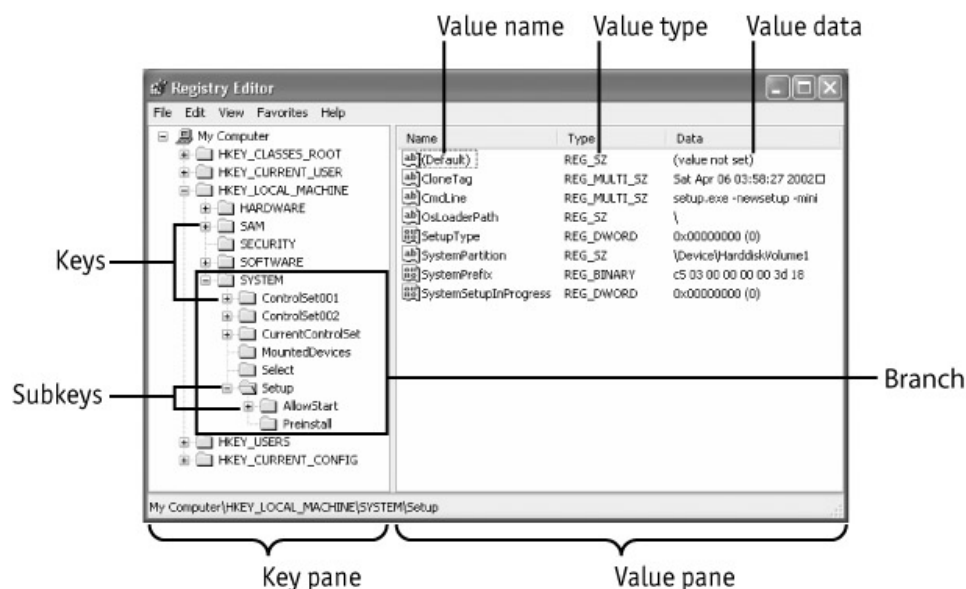 Value name Value type Value data
Registry Editor
File Edit View Favorites Help
My Computer
HKEY_CLASSES_ROOT
HKEY_CURRENT_USER
HKEY_LOCAL_MACHINE
HARDWARE
SAM
SECURITY
SOFTWARE
SYSTEM
ControlSet001
ControlSet002
CurrentControlSet
MountedDevices
Select
Setup
AllowStart
Preinstall
HKEY_USERS
HKEY_CURRENT_CONFIG
Keys
Subkeys
Name Type Data
(Default) REG_SZ (value not set)
CloneTag REG_MULTI_SZ Sat Apr 06 03:58:27 2002□
CmdLine REG_MULTI_SZ setup.exe -newsetup -mini
OsLoaderPath REG_SZ \
SetupType REG_DWORD 0x00000000 (0)
SystemPartition REG_SZ \Device\HarddiskVolume1
SystemPrefix REG_BINARY c5 03 00 00 00 00 3d 18
SystemSetupInProgress REG_DWORD 0x00000000 (0)
Branch
My Computer\HKEY_LOCAL_MACHINE\SYSTEM\Setup
Key pane Value pane